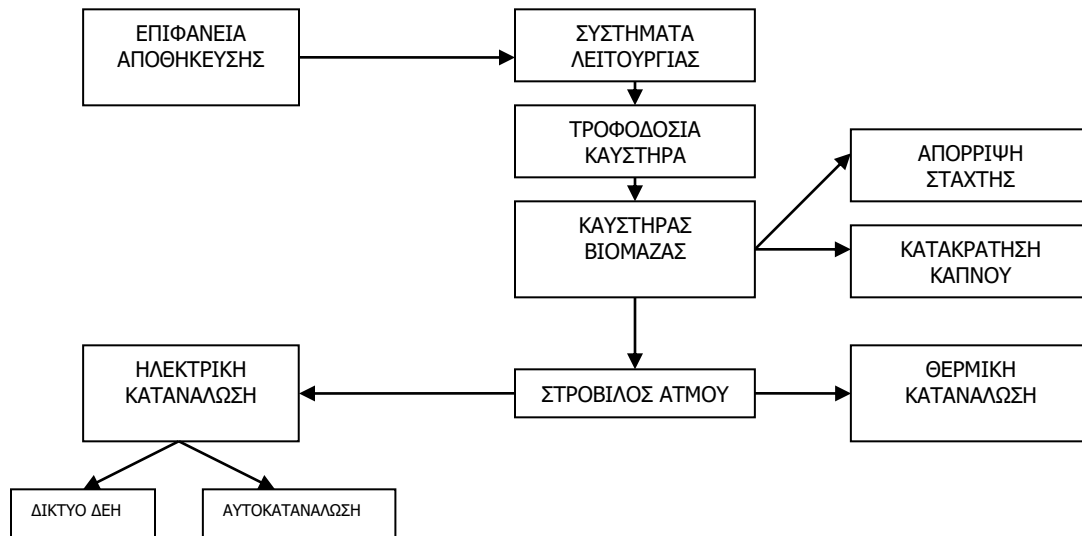 ΕΠΙΦΑΝΕΙΑ
ΑΠΟΘΗΚΕΥΣΗΣ
ΣΥΣΤΗΜΑΤΑ
ΛΕΙΤΟΥΡΓΙΑΣ
ΤΡΟΦΟΔΟΣΙΑ
ΚΑΥΣΤΗΡΑ
ΑΠΟΡΡΙΨΗ
ΣΤΑΧΤΗΣ
ΚΑΥΣΤΗΡΑΣ
ΒΙΟΜΑΖΑΣ
ΚΑΤΑΚΡΑΤΗΣΗ
ΚΑΠΝΟΥ
ΗΛΕΚΤΡΙΚΗ
ΚΑΤΑΝΑΛΩΣΗ
ΣΤΡΟΒΙΛΟΣ ΑΤΜΟΥ
ΘΕΡΜΙΚΗ
ΚΑΤΑΝΑΛΩΣΗ
ΔΙΚΤΥΟ ΔΕΗ
ΑΥΤΟΚΑΤΑΝΑΛΩΣΗ